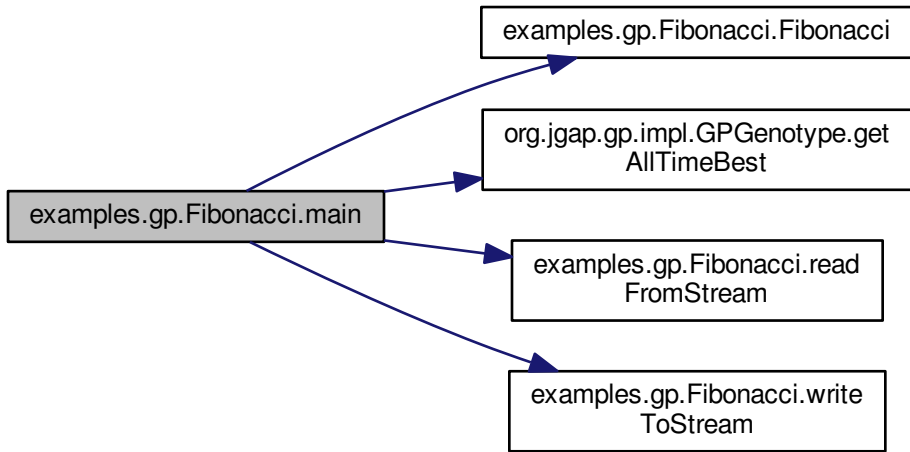 examples.gp.Fibonacci.Fibonacci
org.jgap.gp.impl.GPGenotype.get
AllTimeBest
examples.gp.Fibonacci.main
examples.gp.Fibonacci.read
FromStream
examples.gp.Fibonacci.write
ToStream